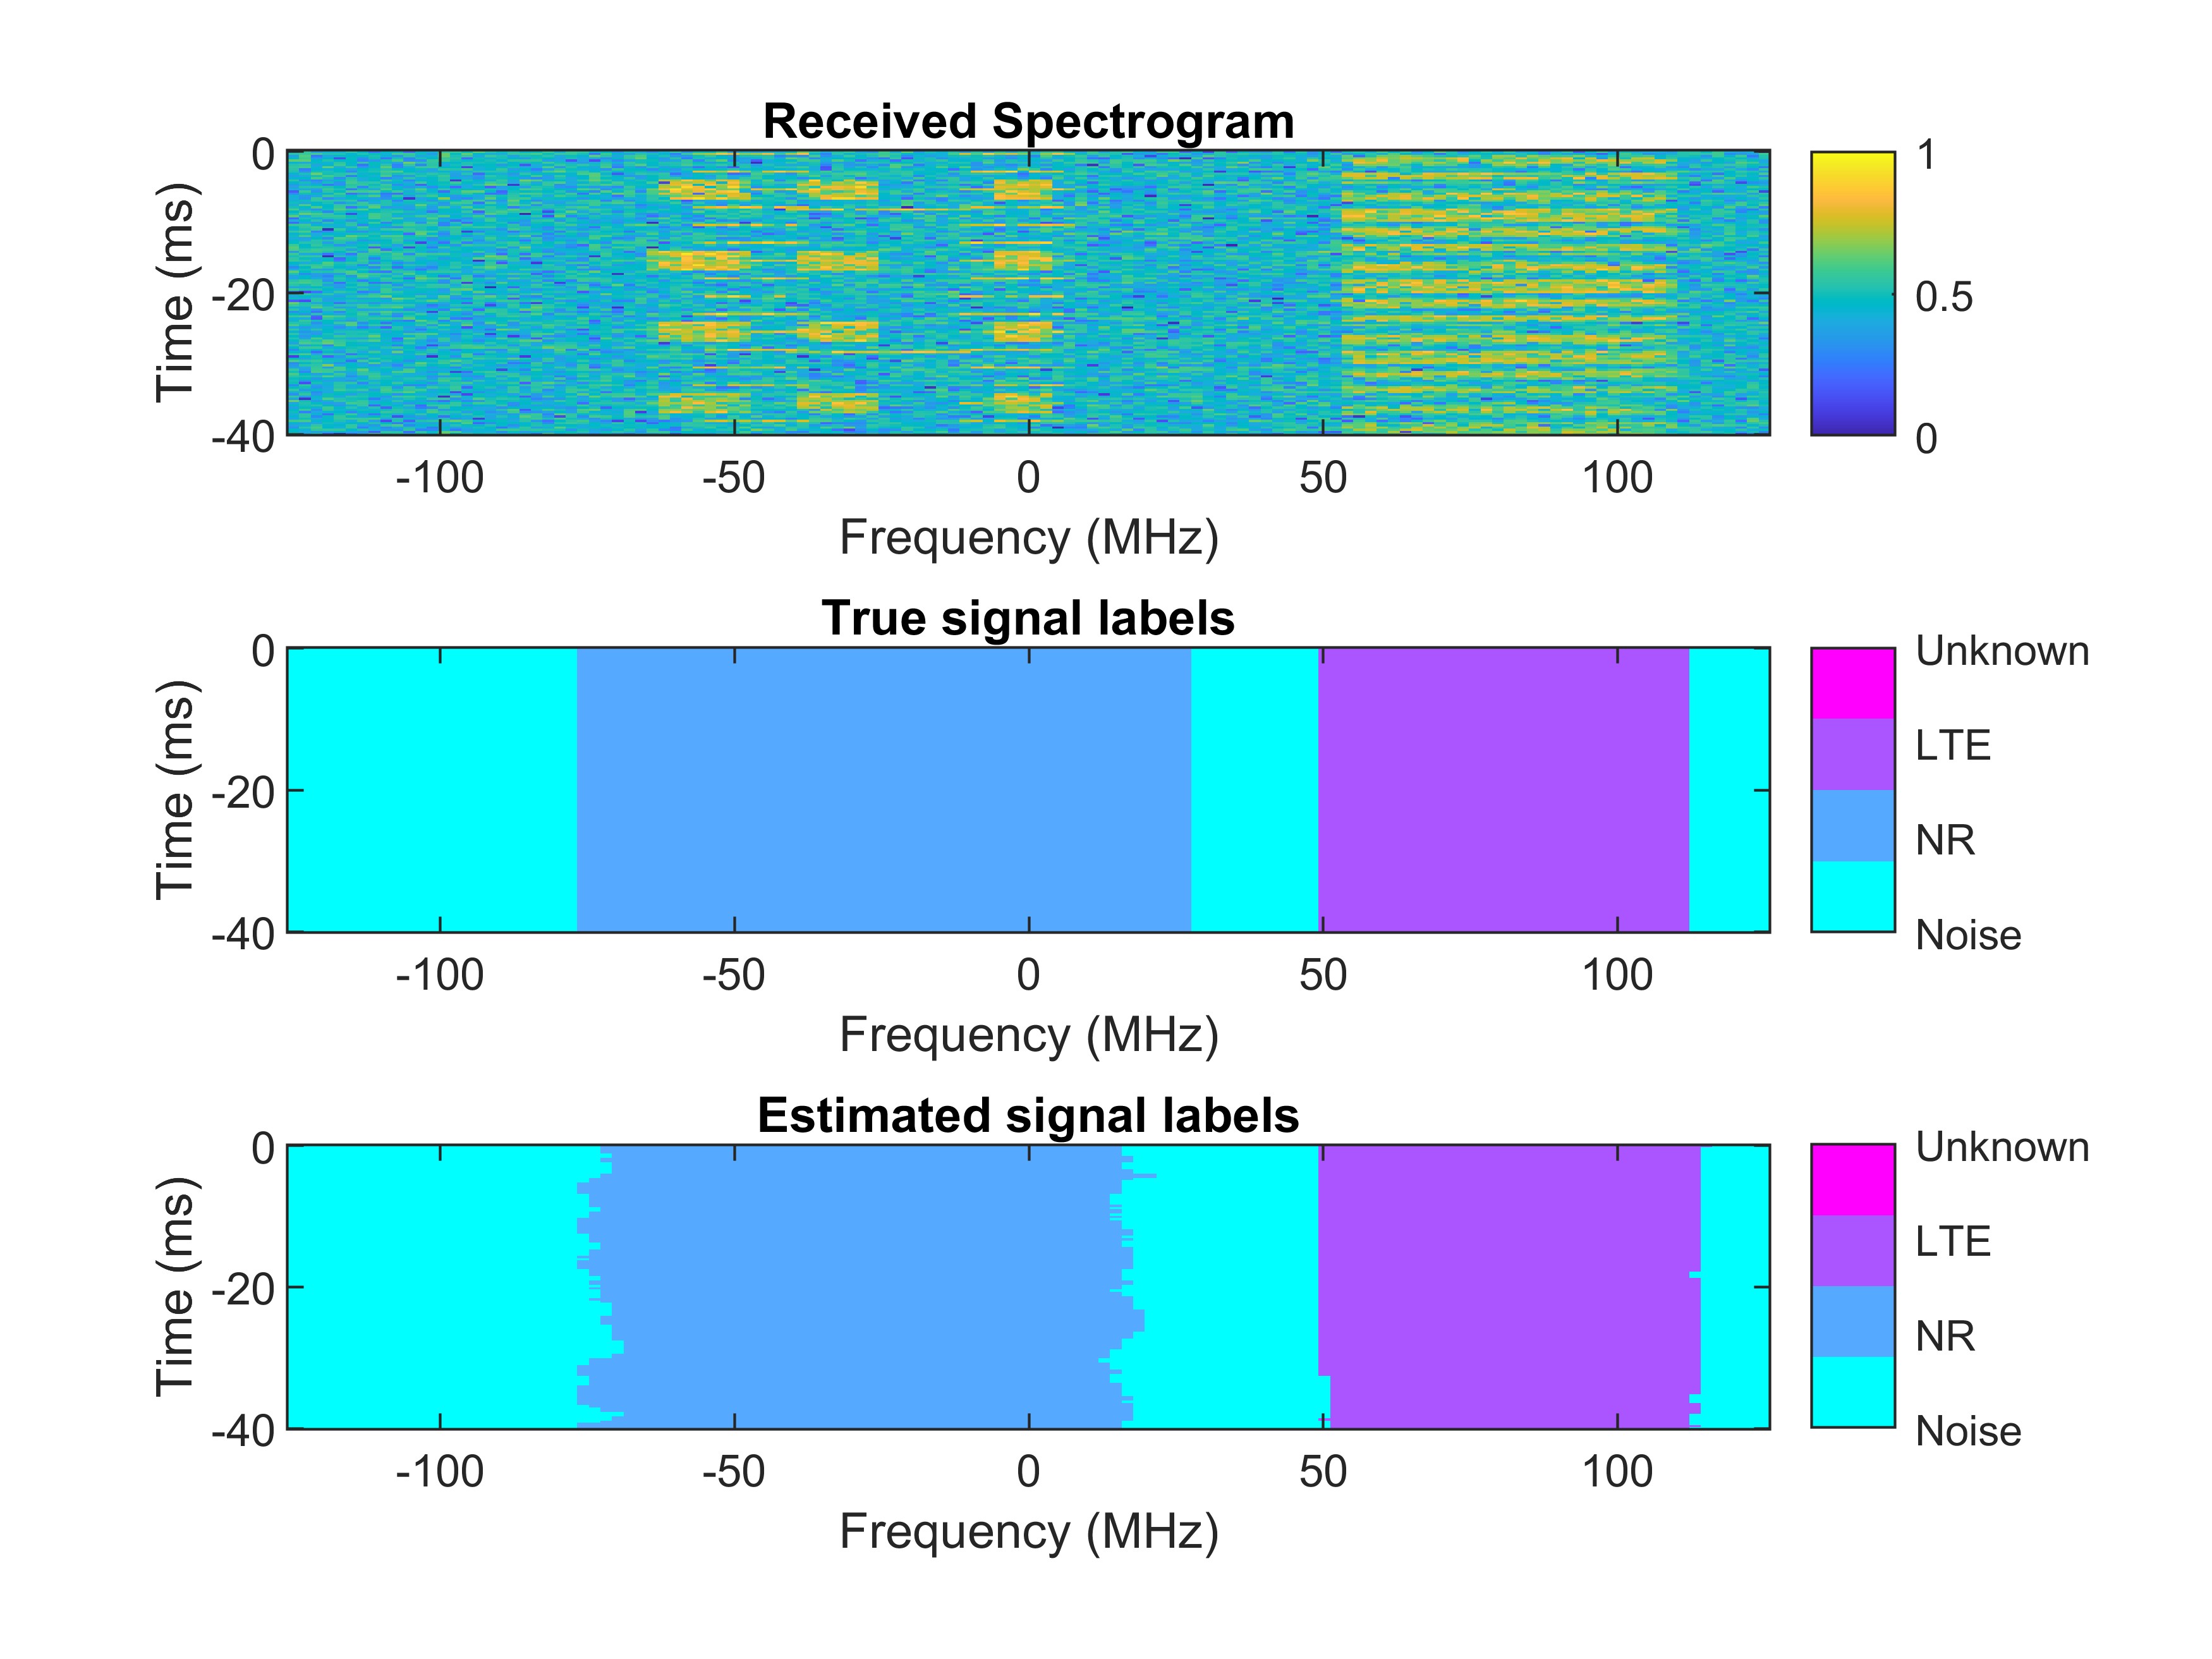 Received Spectrogram
Time (ms)
0
-20
-40
-100 -50 0 50 100
Frequency (MHz)
1
0.5
0
True signal labels
Time (ms)
0
-20
-40
-100 -50 0 50 100
Frequency (MHz)
Unknown
LTE
NR
Noise
Estimated signal labels
Time (ms)
0
-20
-40
-100 -50 0 50 100
Frequency (MHz)
Unknown
LTE
NR
Noise